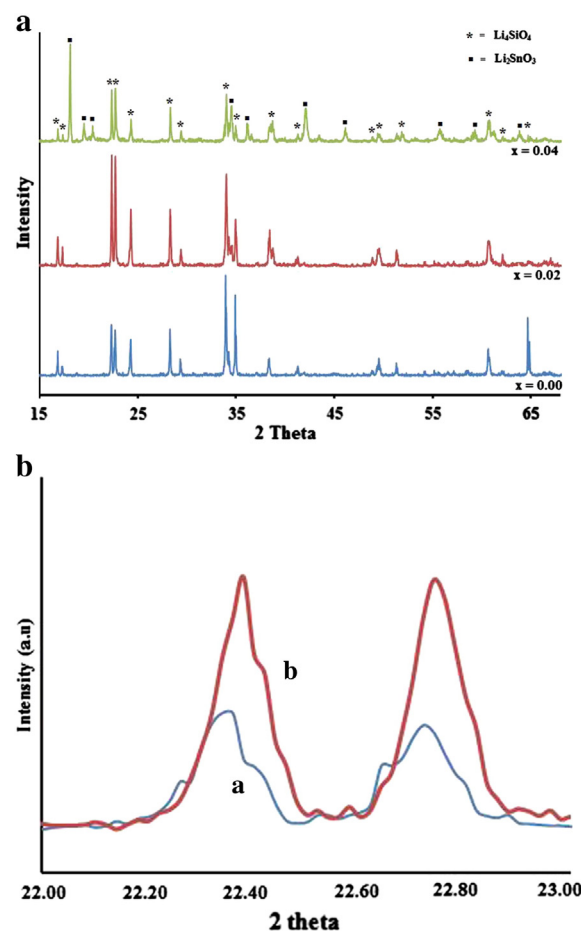 a
* = Li₄SiO₄
▪ = Li₂SnO₃
Intensity
x = 0.04
x = 0.02
x = 0.00
15 25 35 45 55 65
2 Theta
b
Intensity (a.u)
b
a
22.00 22.20 22.40 22.60 22.80 23.00
2 theta